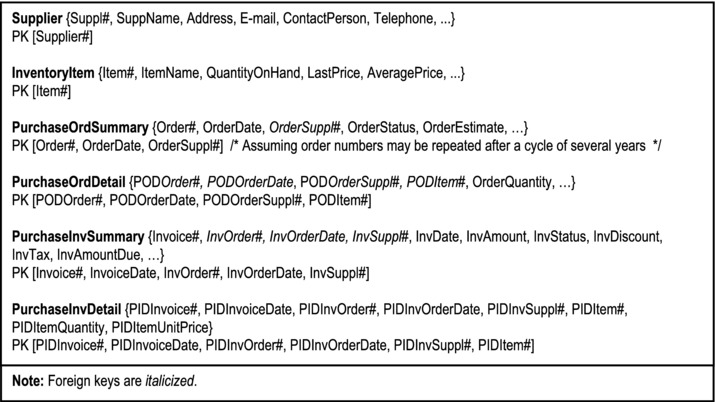 Supplier {Suppl#, SuppName, Address, E-mail, ContactPerson, Telephone, ...}
PK [Supplier#]
InventoryItem {Item#, ItemName, QuantityOnHand, LastPrice, AveragePrice, ...}
PK [Item#]
PurchaseOrdSummary {Order#, OrderDate, OrderSuppl#, OrderStatus, OrderEstimate, …}
PK [Order#, OrderDate, OrderSuppl#] /* Assuming order numbers may be repeated after a cycle of several years */
PurchaseOrdDetail {PODOrder#, PODOrderDate, PODOrderSuppl#, PODItem#, OrderQuantity, …}
PK [PODOrder#, PODOrderDate, PODOrderSuppl#, PODItem#]
PurchaseInvSummary {Invoice#, InvOrder#, InvOrderDate, InvSuppl#, InvDate, InvAmount, InvStatus, InvDiscount,
InvTax, InvAmountDue, …}
PK [Invoice#, InvoiceDate, InvOrder#, InvOrderDate, InvSuppl#]
PurchaseInvDetail {PIDInvoice#, PIDInvoiceDate, PIDInvOrder#, PIDInvOrderDate, PIDInvSuppl#, PIDItem#,
PIDItemQuantity, PIDItemUnitPrice}
PK [PIDInvoice#, PIDInvoiceDate, PIDInvOrder#, PIDInvOrderDate, PIDInvSuppl#, PIDItem#]
Note: Foreign keys are italicized.